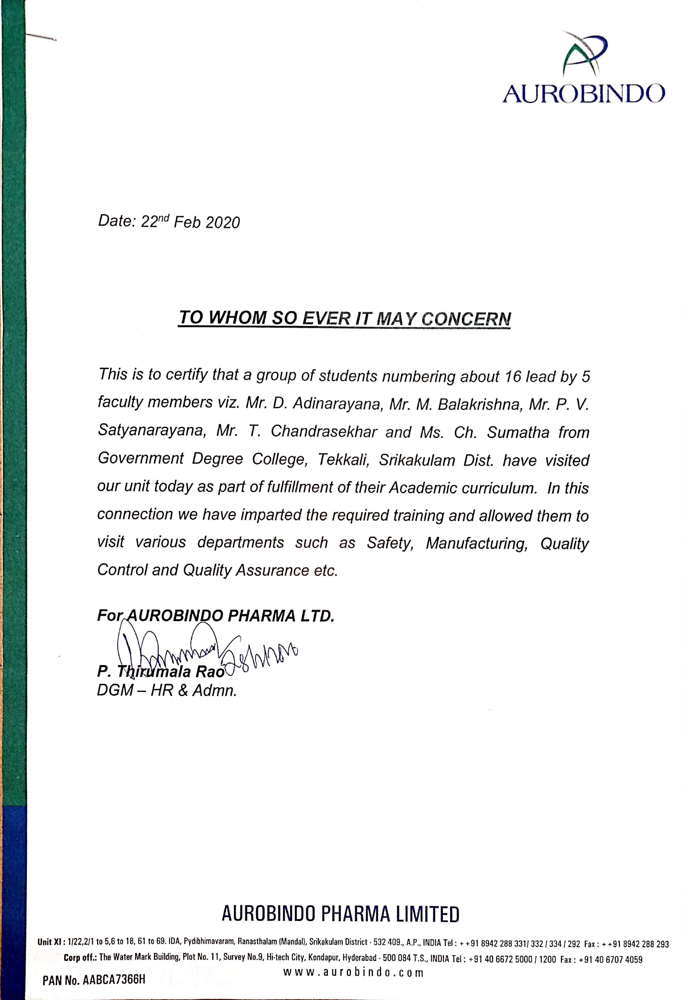 AUROBINDO
Date: 22nd Feb 2020
TO WHOM SO EVER IT MAY CONCERN
This is to certify that a group of students numbering about 16 lead by 5
faculty members viz. Mr. D. Adinarayana, Mr. M. Balakrishna, Mr. P. V.
Satyanarayana, Mr. T. Chandrasekhar and Ms. Ch. Sumatha from
Government Degree College, Tekkali, Srikakulam Dist. have visited
our unit today as part of fulfillment of their Academic curriculum. In this
connection we have imparted the required training and allowed them to
visit various departments such as Safety, Manufacturing, Quality
Control and Quality Assurance etc.
For AUROBINDO PHARMA LTD.
P. Thirumala Rao
DGM – HR & Admn.
AUROBINDO PHARMA LIMITED
Unit XI : 1/22,2/1 to 5,6 to 18, 61 to 69. IDA, Pydibhimavaram, Ranasthalam (Mandal), Srikakulam District - 532 409., A.P., INDIA Tel : + +91 8942 288 331/ 332 / 334 / 292 Fax : + +91 8942 288 293
Corp off.: The Water Mark Building, Plot No. 11, Survey No.9, Hi-tech City, Kondapur, Hyderabad - 500 084 T.S., INDIA Tel : +91 40 6672 5000 / 1200 Fax : +91 40 6707 4059
www.aurobindo.com
PAN No. AABCA7366H